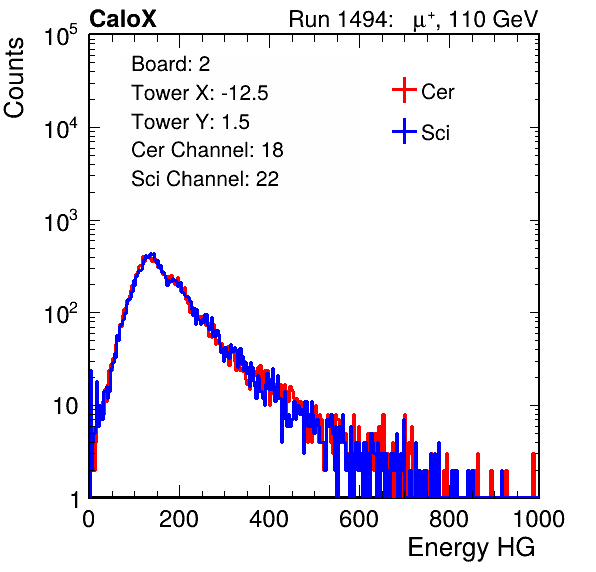 CaloX Run 1494: μ⁺, 110 GeV
Counts
10⁵
10⁴
10³
10²
10
1
Board: 2
Tower X: -12.5
Tower Y: 1.5
Cer Channel: 18
Sci Channel: 22
Cer
Sci
0 200 400 600 800 1000
Energy HG